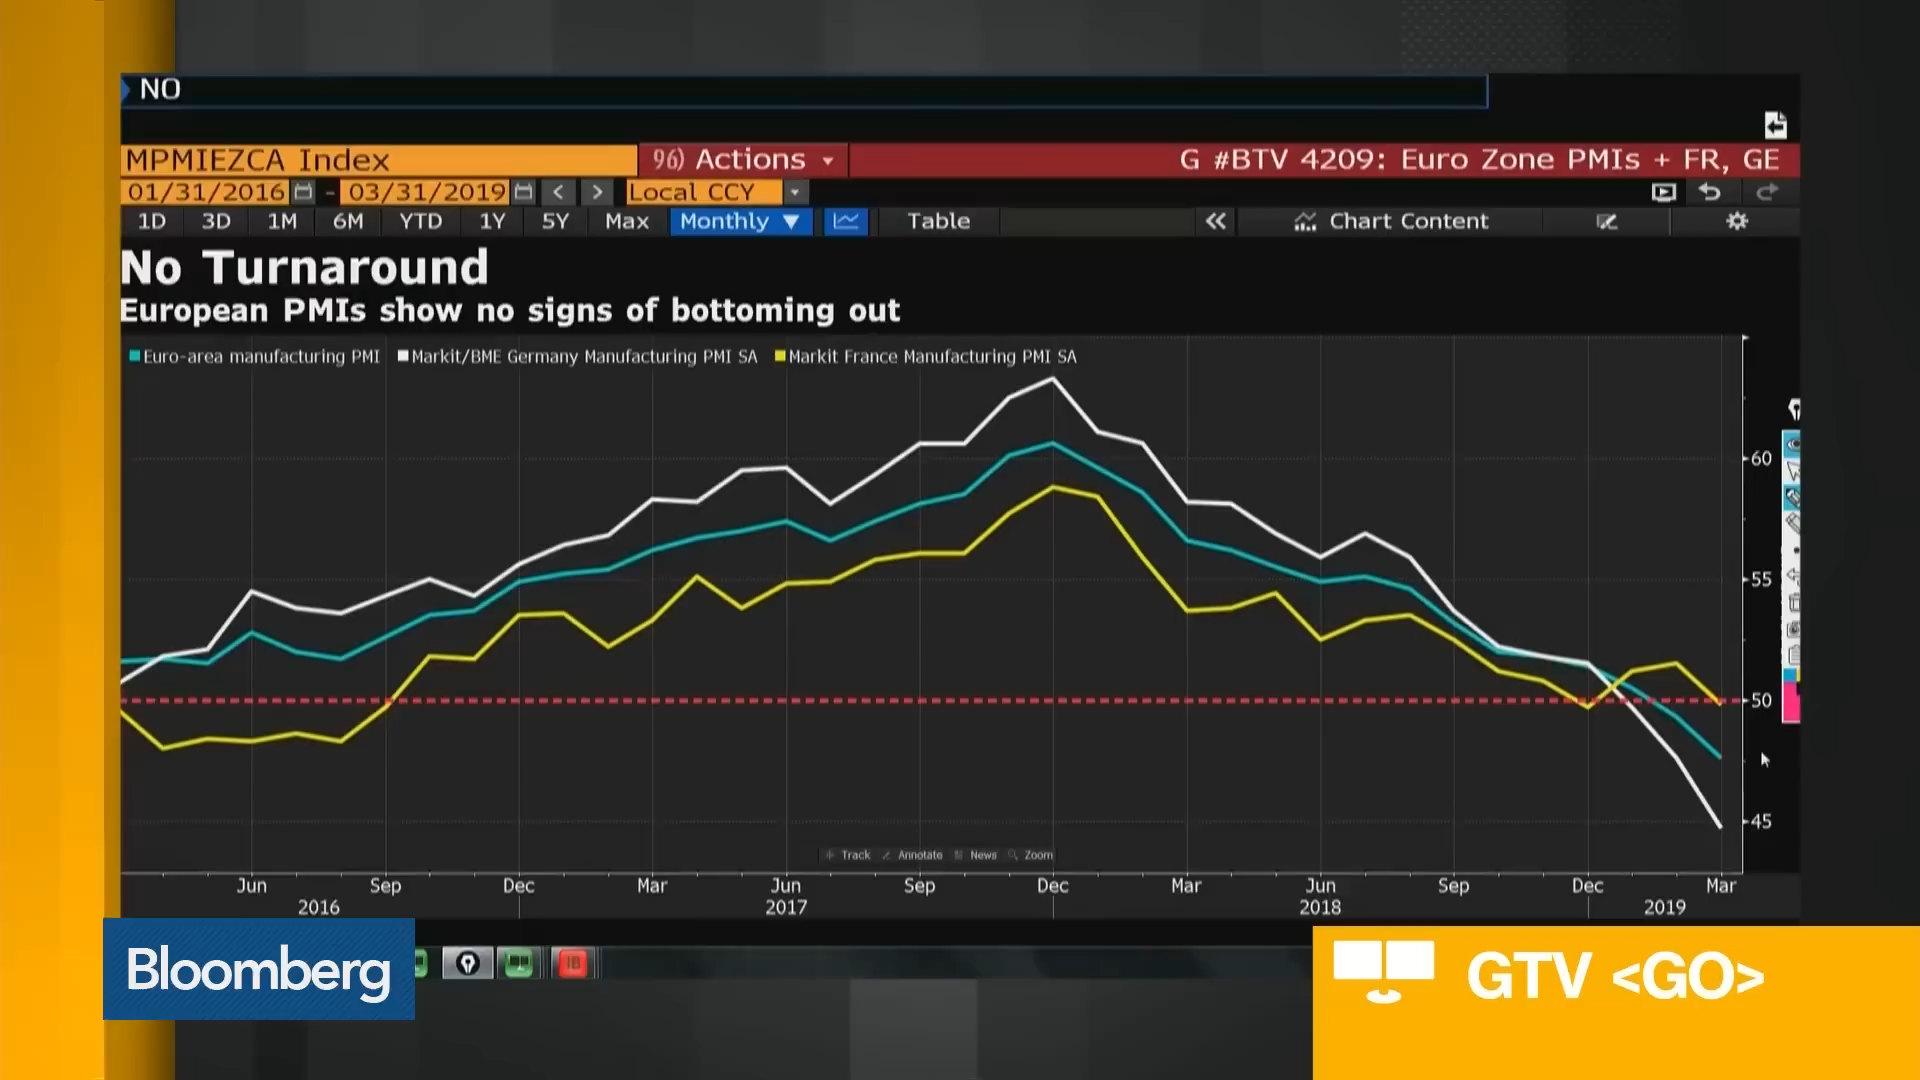 NO
MPMIEZCA Index 96) Actions G #BTV 4209: Euro Zone PMIs + FR, GE
01/31/2016 - 03/31/2019 < > Local CCY
1D 3D 1M 6M YTD 1Y 5Y Max Monthly ▼ Table « Chart Content
No Turnaround
European PMIs show no signs of bottoming out
Euro-area manufacturing PMI Markit/BME Germany Manufacturing PMI SA Markit France Manufacturing PMI SA
60
55
50
45
Track Annotate News Zoom
Jun Sep Dec Mar Jun Sep Dec Mar Jun Sep Dec Mar
2016 2017 2018 2019
Bloomberg
IB
GTV <GO>